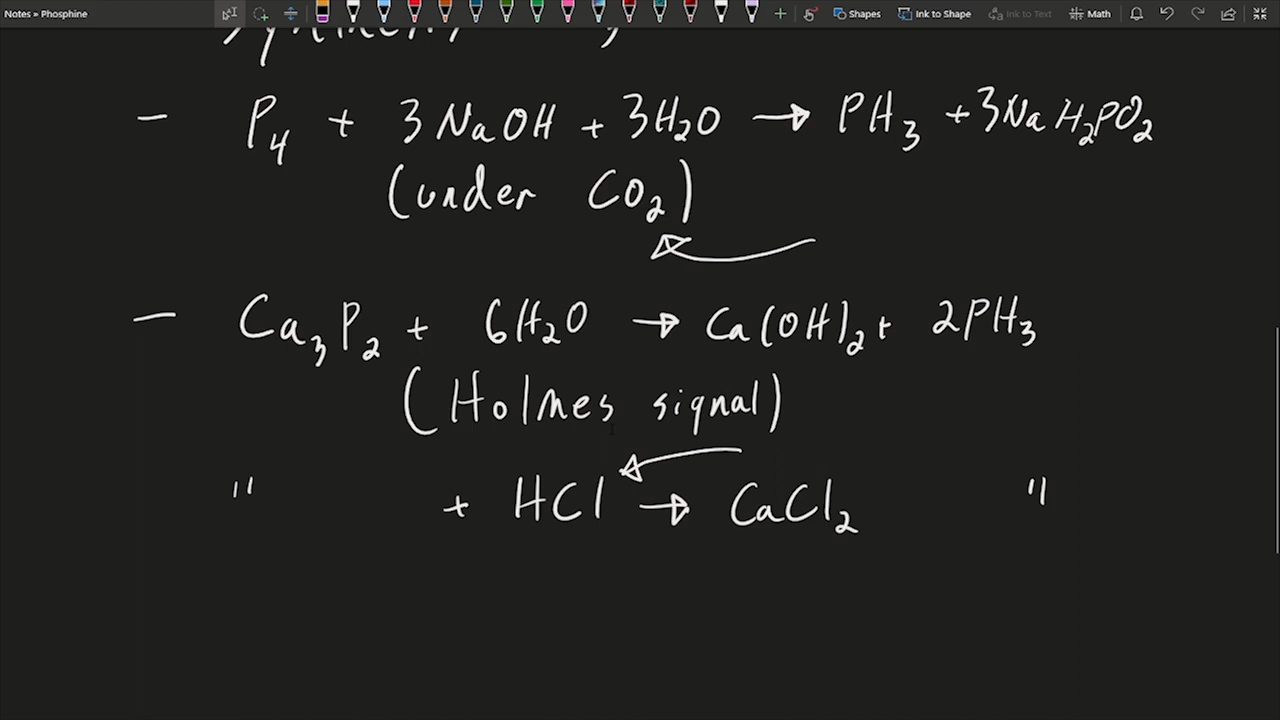 Notes » Phosphine Shapes Ink to Shape Ink to Text Math
- P₄ + 3NaOH + 3H₂O → PH₃ + 3NaH₂PO₂
(under CO₂)
- Ca₃P₂ + 6H₂O → Ca(OH)₂ + 2PH₃
(Holmes signal)
" + HCl → CaCl₂ "